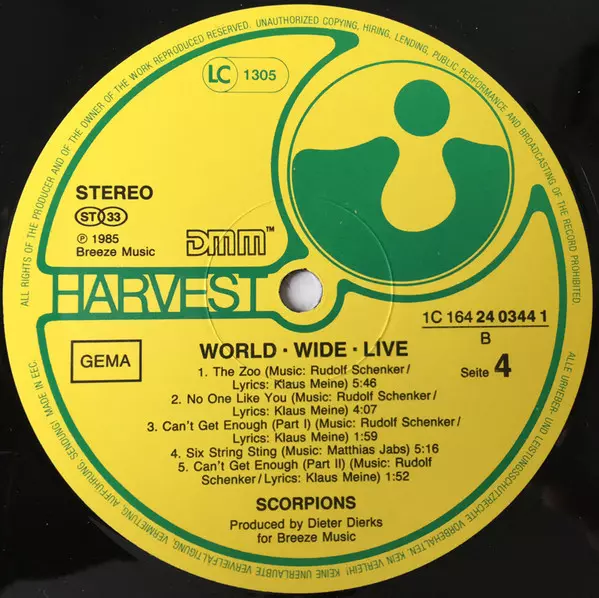 ALL RIGHTS OF THE PRODUCER AND OF THE OWNER OF THE WORK REPRODUCED RESERVED. UNAUTHORIZED COPYING, HIRING, LENDING, PUBLIC PERFORMANCE AND BROADCASTING OF THE RECORD PROHIBITED.
LC 1305
STEREO
ST 33
℗ 1985
Breeze Music
DMM™
HARVEST
1C 164 24 0344 1
B
GEMA
Seite 4
WORLD · WIDE · LIVE
1. The Zoo (Music: Rudolf Schenker/
Lyrics: Klaus Meine) 5:46
2. No One Like You (Music: Rudolf Schenker/
Lyrics: Klaus Meine) 4:07
3. Can't Get Enough (Part I) (Music: Rudolf Schenker/
Lyrics: Klaus Meine) 1:59
4. Six String Sting (Music: Matthias Jabs) 5:16
5. Can't Get Enough (Part II) (Music: Rudolf
Schenker/Lyrics: Klaus Meine) 1:52
SCORPIONS
Produced by Dieter Dierks
for Breeze Music
ALLE URHEBER- UND LEISTUNGSSCHUTZRECHTE VORBEHALTEN. KEIN VERLEIH! KEINE UNERLAUBTE VERVIELFÄLTIGUNG, VERMIETUNG, AUFFÜHRUNG, SENDUNG! MADE IN EEC.